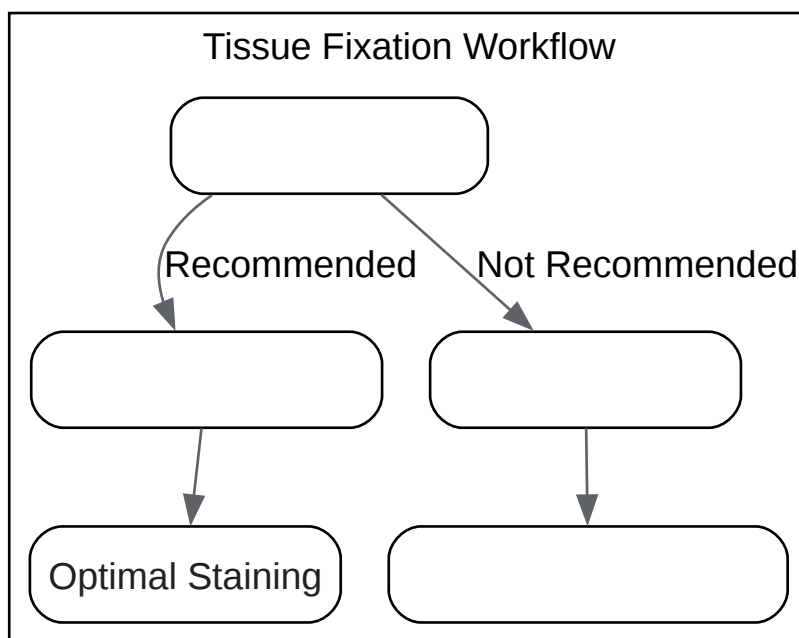 Tissue Fixation Workflow
Recommended
Not Recommended
Optimal Staining